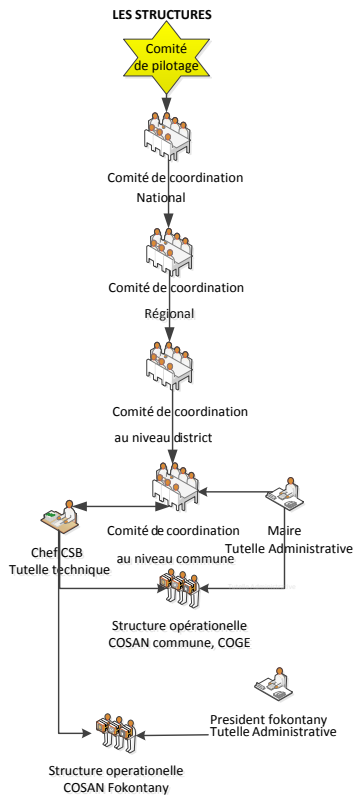 LES STRUCTURES
Comité
de pilotage
Comité de coordination
National
Comité de coordination
Régional
Comité de coordination
au niveau district
Comité de coordination
au niveau commune
Chef CSB
Tutelle technique
Maire
Tutelle Administrative
Structure opérationelle
COSAN commune, COGE
President fokontany
Tutelle Administrative
Structure operationelle
COSAN Fokontany